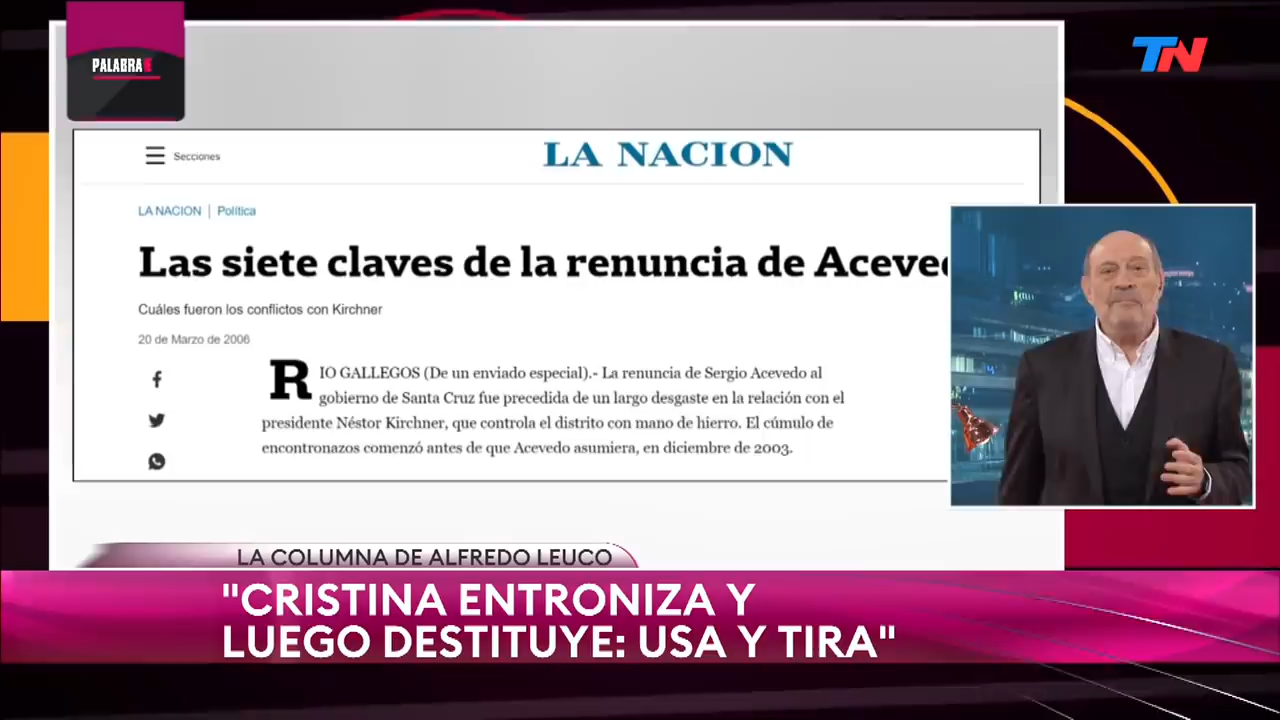 PALABRA
TN
Secciones
LA NACION
LA NACION | Política
Las siete claves de la renuncia de
Cuáles fueron los conflictos con Kirchner
20 de Marzo de 2006
RIO GALLEGOS (De un enviado especial).- La renuncia de Sergio Acevedo al
gobierno de Santa Cruz fue precedida de un largo desgaste en la relación con el
presidente Néstor Kirchner, que controla el distrito con mano de hierro. El cúmulo de
encontronazos comenzó antes de que Acevedo asumiera, en diciembre de 2003.
LA COLUMNA DE ALFREDO LEUCO
"CRISTINA ENTRONIZA Y
LUEGO DESTITUYE: USA Y TIRA"